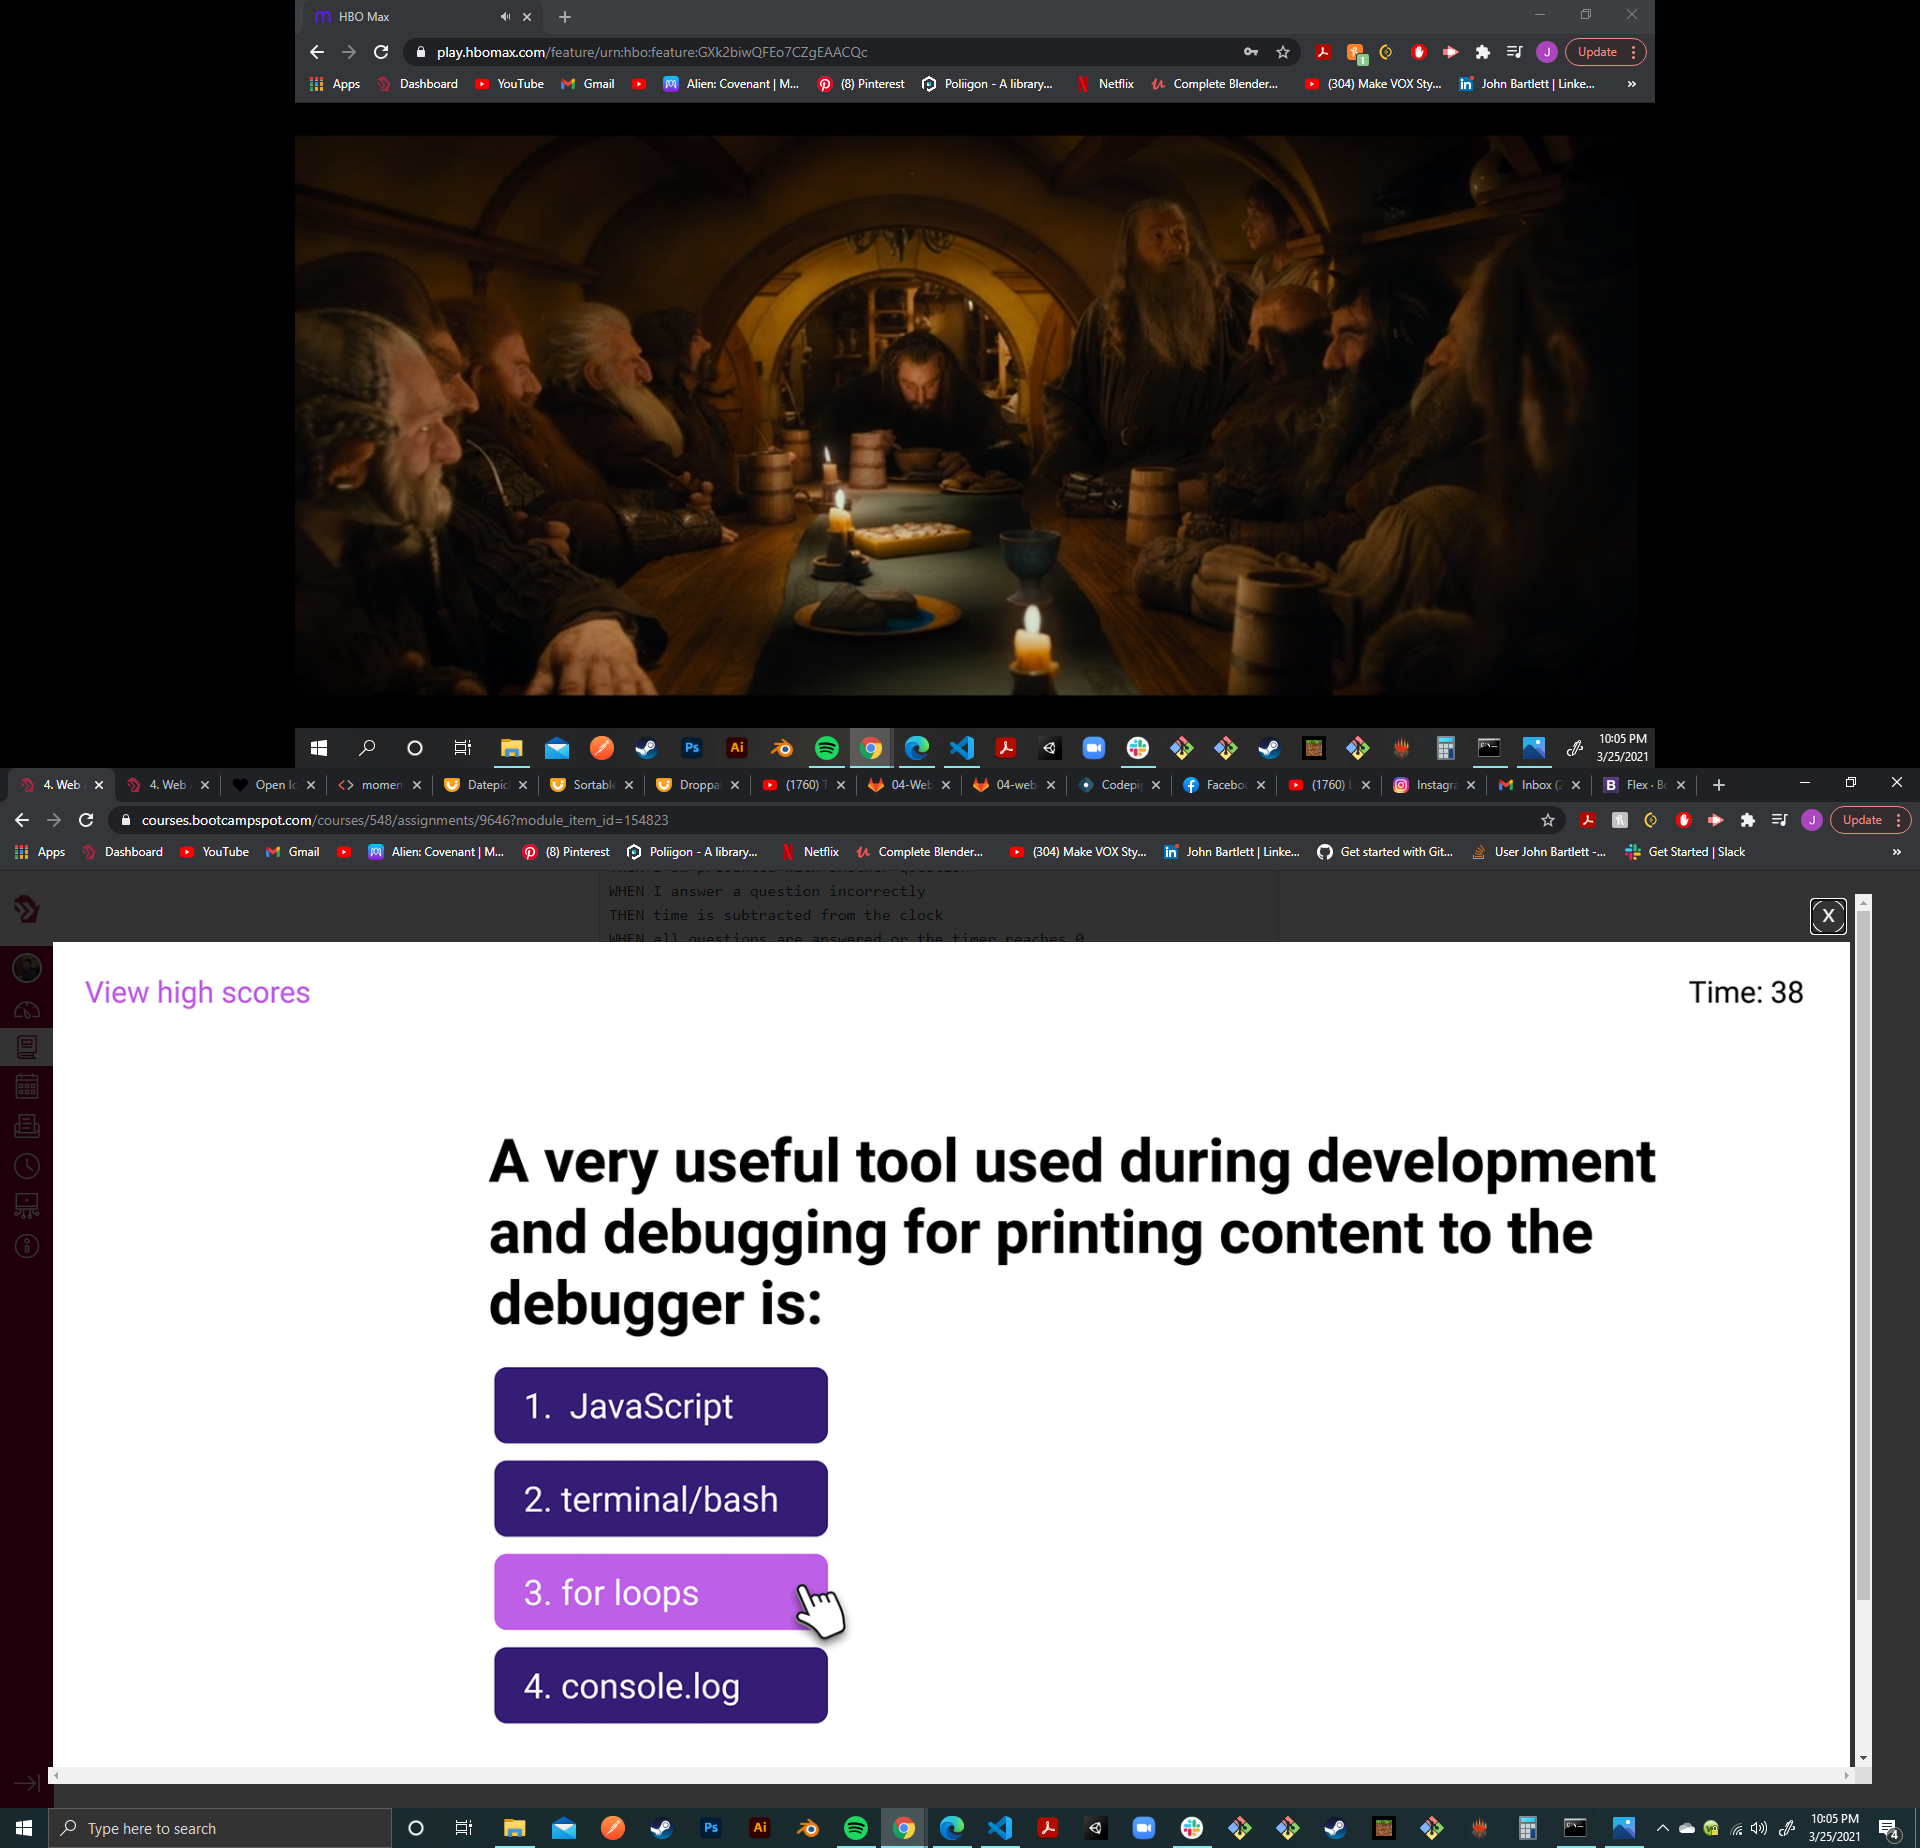 HBO Max
play.hbomax.com/feature/urn:hbo:feature:GXk2biwQFEo7CZgEAACQc
Update
Apps Dashboard YouTube Gmail Alien: Covenant | M... (8) Pinterest Poliigon - A library... Netflix Complete Blender... (304) Make VOX Sty... John Bartlett | Linke... »
10:05 PM
3/25/2021
4. Web 4. Web Open Ic momen Datepic Sortable Droppa (1760) 04-Web 04-web Codepi Faceboo (1760) L Instagra Inbox (2 Flex · Bo
courses.bootcampspot.com/courses/548/assignments/9646?module_item_id=154823
Update
Apps Dashboard YouTube Gmail Alien: Covenant | M... (8) Pinterest Poliigon - A library... Netflix Complete Blender... (304) Make VOX Sty... John Bartlett | Linke... Get started with Git... User John Bartlett -... Get Started | Slack »
WHEN I answer a question incorrectly
THEN time is subtracted from the clock
WHEN all questions are answered or the timer reaches 0
X
View high scores
Time: 38
A very useful tool used during development
and debugging for printing content to the
debugger is:
1. JavaScript
2. terminal/bash
3. for loops
4. console.log
Type here to search
10:05 PM
3/25/2021
4